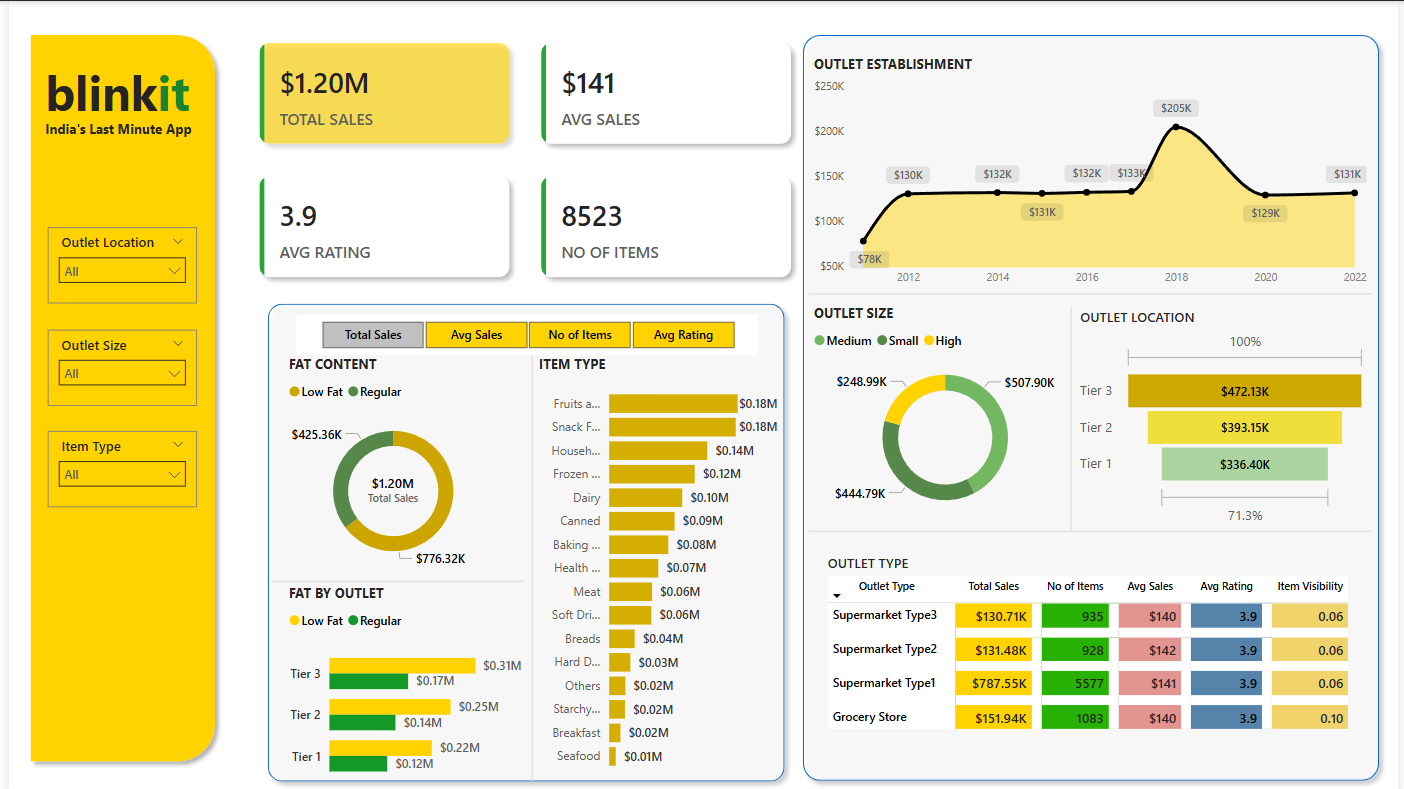 blinkit
India's Last Minute App
Outlet Location
All
Outlet Size
All
Item Type
All
$1.20M
TOTAL SALES
$141
AVG SALES
3.9
AVG RATING
8523
NO OF ITEMS
Total Sales Avg Sales No of Items Avg Rating
FAT CONTENT
Low Fat Regular
$425.36K
$1.20M
Total Sales
$776.32K
FAT BY OUTLET
Low Fat Regular
Tier 3 $0.31M
$0.17M
Tier 2 $0.25M
$0.14M
Tier 1 $0.22M
$0.12M
ITEM TYPE
Fruits a... $0.18M
Snack F... $0.18M
Househ... $0.14M
Frozen ... $0.12M
Dairy $0.10M
Canned $0.09M
Baking ... $0.08M
Health ... $0.07M
Meat $0.06M
Soft Dri... $0.06M
Breads $0.04M
Hard D... $0.03M
Others $0.02M
Starchy... $0.02M
Breakfast $0.02M
Seafood $0.01M
OUTLET ESTABLISHMENT
$250K
$200K
$150K
$100K
$50K
$78K
$130K
$132K
$131K
$132K
$133K
$205K
$129K
$131K
2012 2014 2016 2018 2020 2022
OUTLET SIZE
Medium Small High
$248.99K
$507.90K
$444.79K
OUTLET LOCATION
100%
Tier 3 $472.13K
Tier 2 $393.15K
Tier 1 $336.40K
71.3%
OUTLET TYPE
Outlet Type Total Sales No of Items Avg Sales Avg Rating Item Visibility
Supermarket Type3 $130.71K 935 $140 3.9 0.06
Supermarket Type2 $131.48K 928 $142 3.9 0.06
Supermarket Type1 $787.55K 5577 $141 3.9 0.06
Grocery Store $151.94K 1083 $140 3.9 0.10